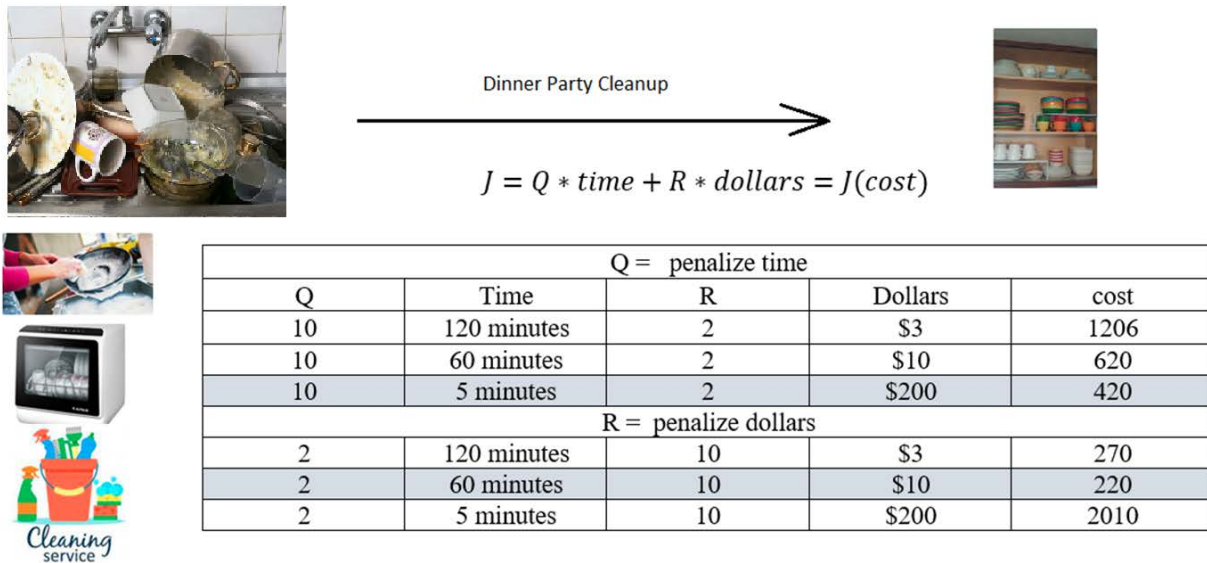 Dinner Party Cleanup
J = Q * time + R * dollars = J(cost)
Q = penalize time
Q Time R Dollars cost
10 120 minutes 2 $3 1206
10 60 minutes 2 $10 620
10 5 minutes 2 $200 420
R = penalize dollars
2 120 minutes 10 $3 270
2 60 minutes 10 $10 220
2 5 minutes 10 $200 2010
Cleaning
service